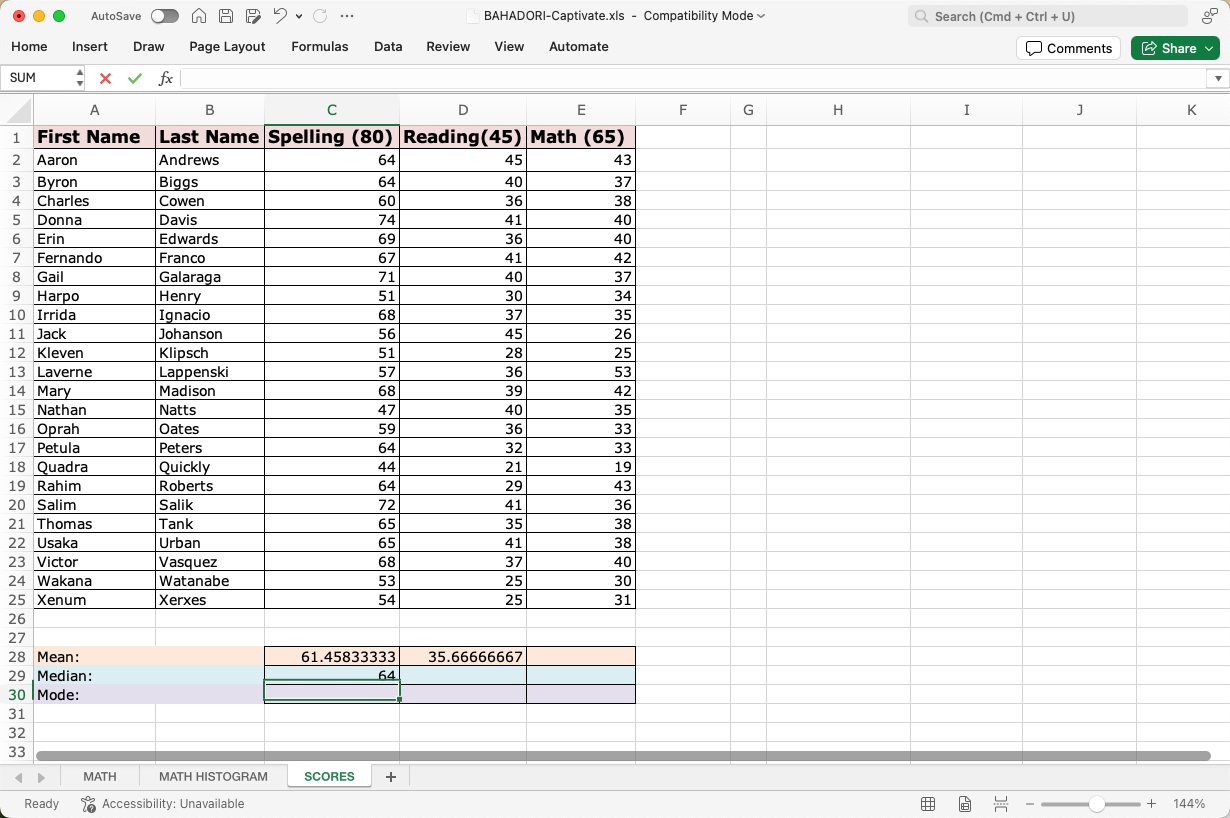 AutoSave BAHADORI-Captivate.xls - Compatibility Mode Search (Cmd + Ctrl + U)
Home Insert Draw Page Layout Formulas Data Review View Automate Comments Share
SUM fx
A B C D E F G H I J K
1 First Name Last Name Spelling (80) Reading(45) Math (65)
2 Aaron Andrews 64 45 43
3 Byron Biggs 64 40 37
4 Charles Cowen 60 36 38
5 Donna Davis 74 41 40
6 Erin Edwards 69 36 40
7 Fernando Franco 67 41 42
8 Gail Galaraga 71 40 37
9 Harpo Henry 51 30 34
10 Irrida Ignacio 68 37 35
11 Jack Johanson 56 45 26
12 Kleven Klipsch 51 28 25
13 Laverne Lappenski 57 36 53
14 Mary Madison 68 39 42
15 Nathan Natts 47 40 35
16 Oprah Oates 59 36 33
17 Petula Peters 64 32 33
18 Quadra Quickly 44 21 19
19 Rahim Roberts 64 29 43
20 Salim Salik 72 41 36
21 Thomas Tank 65 35 38
22 Usaka Urban 65 41 38
23 Victor Vasquez 68 37 40
24 Wakana Watanabe 53 25 30
25 Xenum Xerxes 54 25 31
26
27
28 Mean: 61.45833333 35.66666667
29 Median: 64
30 Mode:
31
32
33
MATH MATH HISTOGRAM SCORES +
Ready Accessibility: Unavailable - + 144%